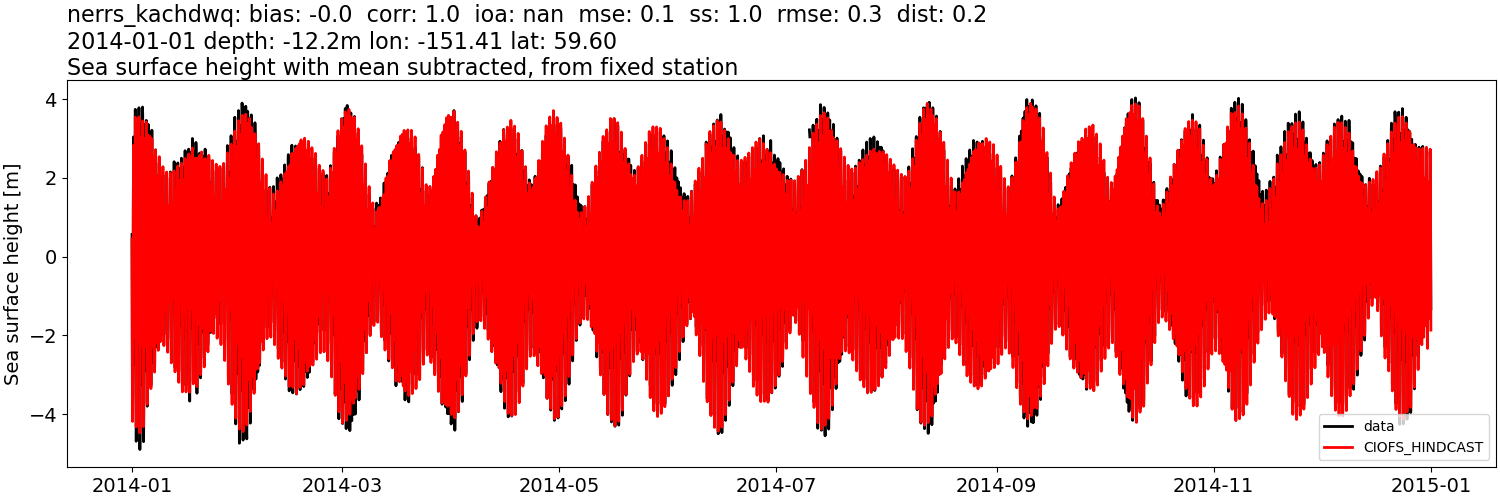 nerrs_kachdwq: bias: -0.0  corr: 1.0  ioa: nan  mse: 0.1  ss: 1.0  rmse: 0.3  dist: 0.2
2014-01-01 depth: -12.2m lon: -151.41 lat: 59.60
Sea surface height with mean subtracted, from fixed station
Sea surface height [m]
4
2
0
−2
−4
data
CIOFS_HINDCAST
2014-01
2014-03
2014-05
2014-07
2014-09
2014-11
2015-01